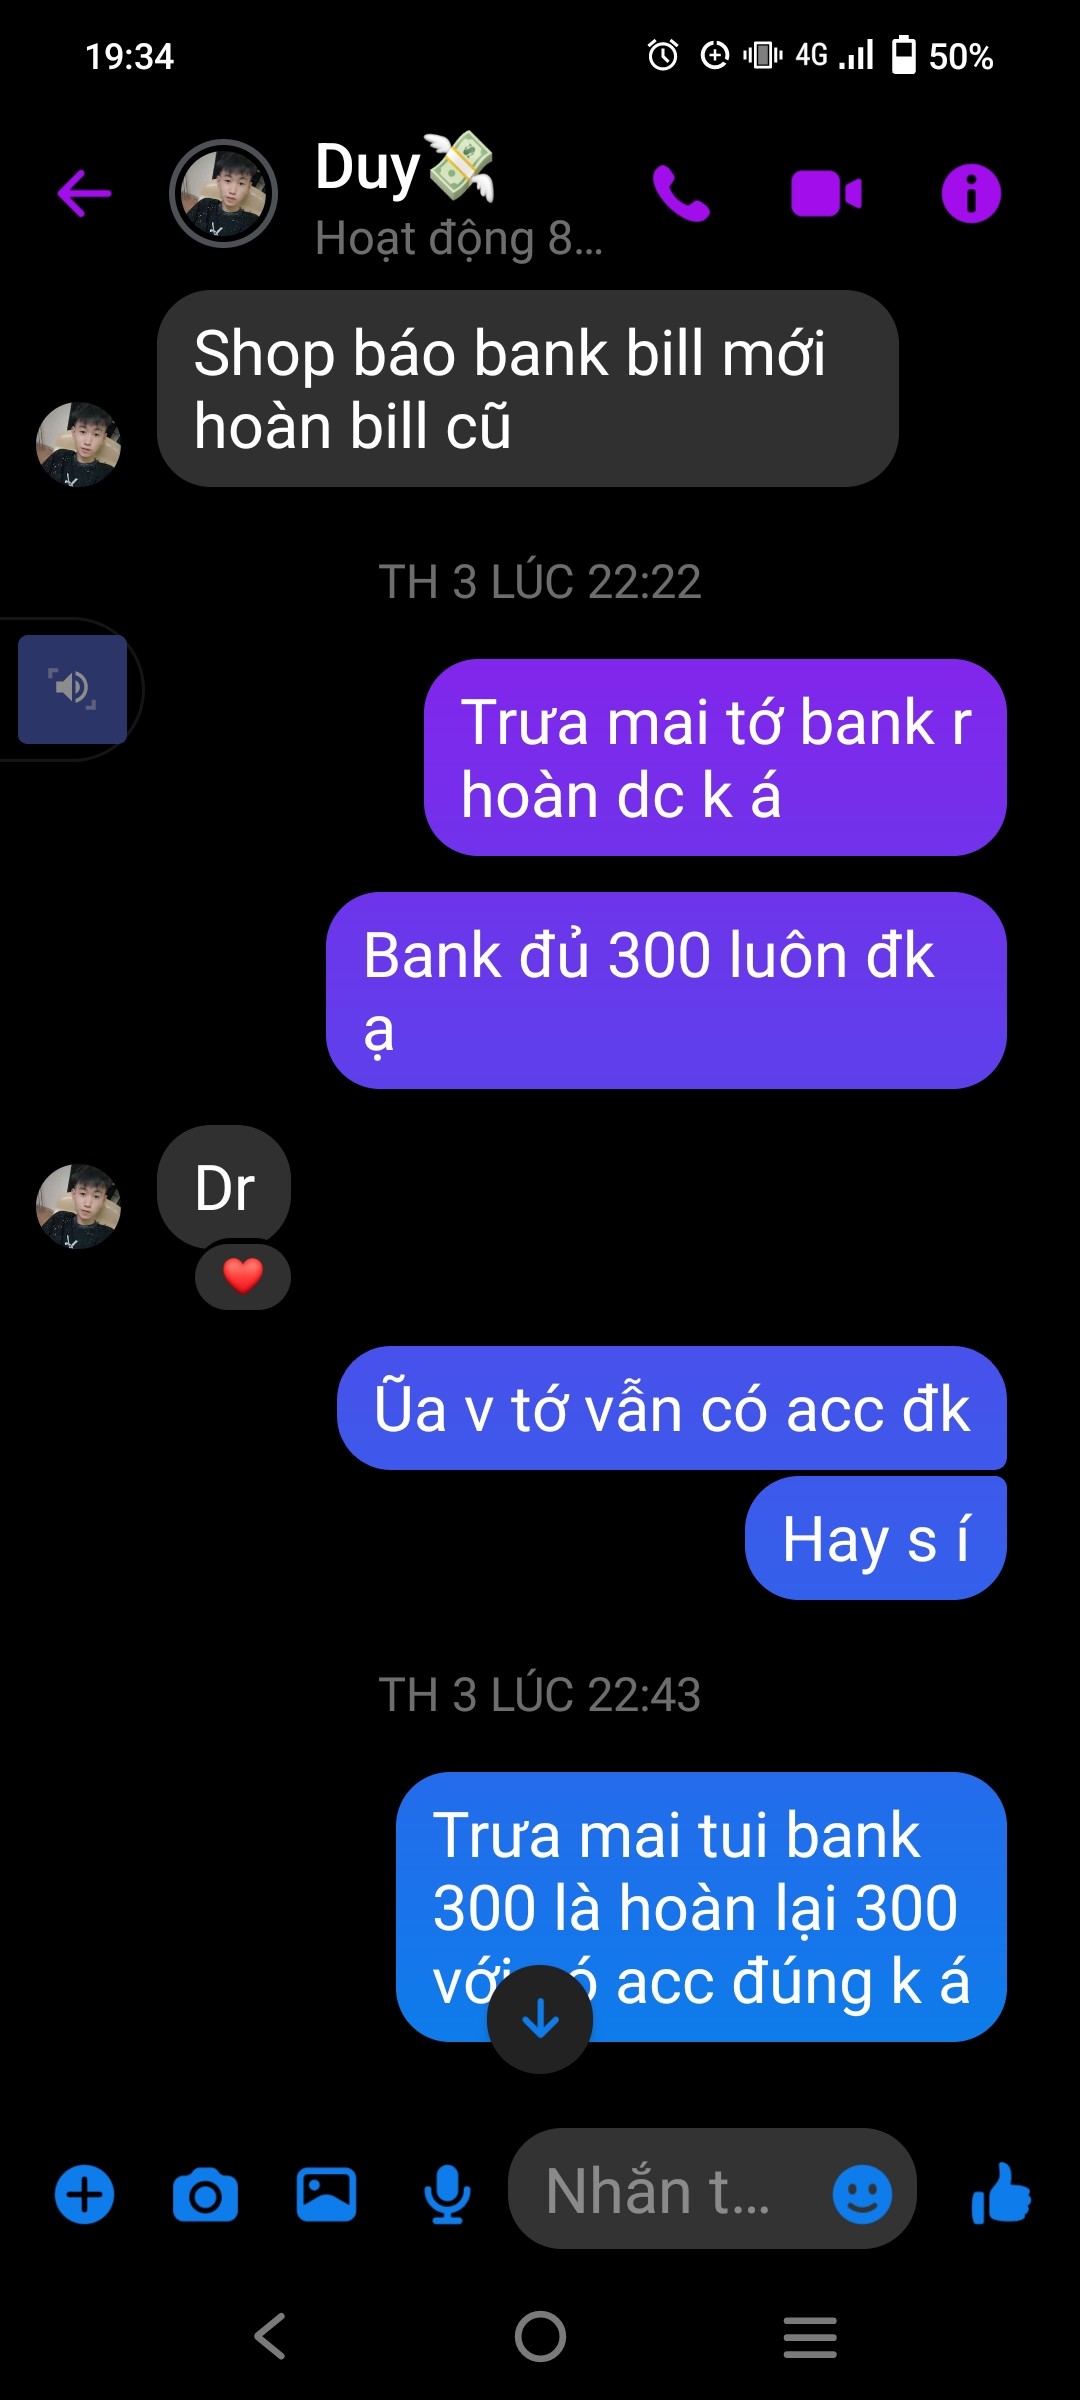 19:34
4G
50%
Duy💸
Hoạt động 8...
Shop báo bank bill mới
hoàn bill cũ
TH 3 LÚC 22:22
Trưa mai tớ bank r
hoàn dc k á
Bank đủ 300 luôn đk
ạ
Dr
Ũa v tớ vẫn có acc đk
Hay s í
TH 3 LÚC 22:43
Trưa mai tui bank
300 là hoàn lại 300
acc đúng k á
Nhắn t...